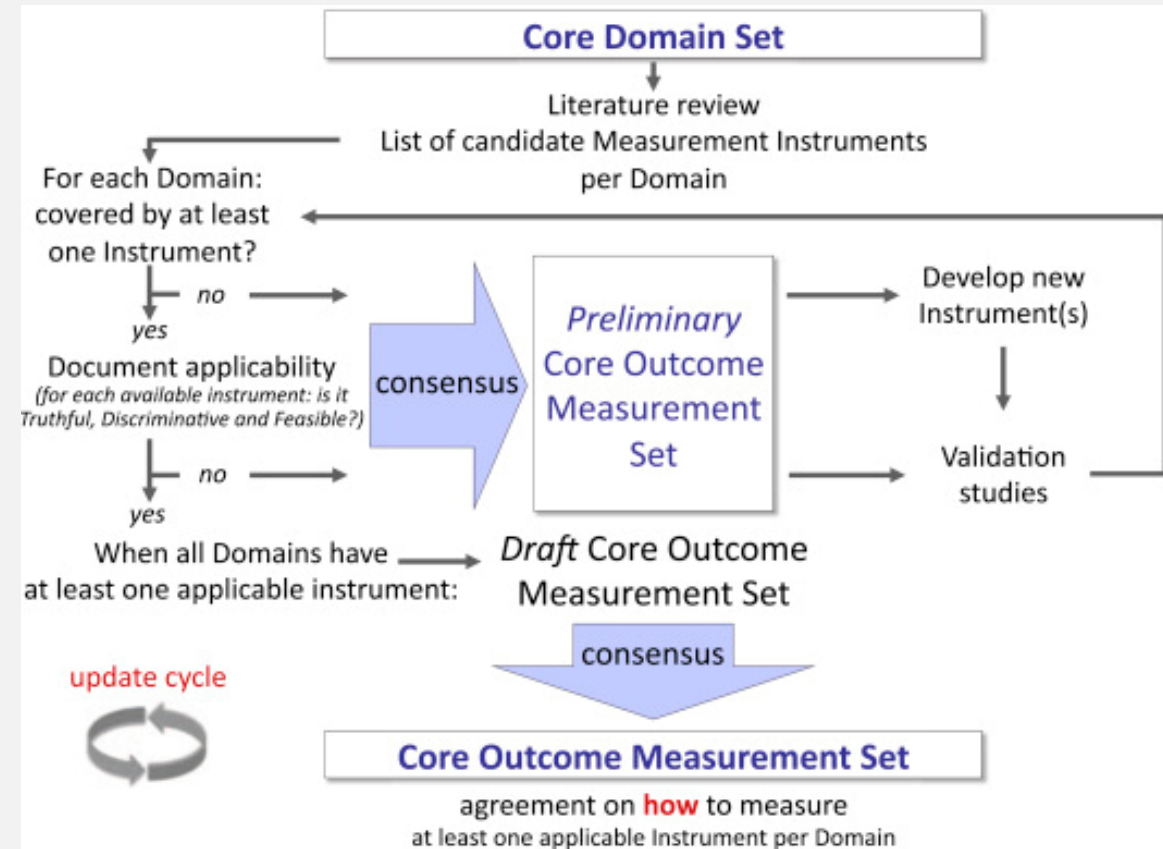 Core Domain Set
Literature review
List of candidate Measurement Instruments
per Domain
For each Domain:
covered by at least
one Instrument?
no
yes
Document applicability
(for each available instrument: is it
Truthful, Discriminative and Feasible?)
no
yes
When all Domains have
at least one applicable instrument:
consensus
Preliminary
Core Outcome
Measurement
Set
Develop new
Instrument(s)
Validation
studies
Draft Core Outcome
Measurement Set
consensus
update cycle
Core Outcome Measurement Set
agreement on how to measure
at least one applicable Instrument per Domain